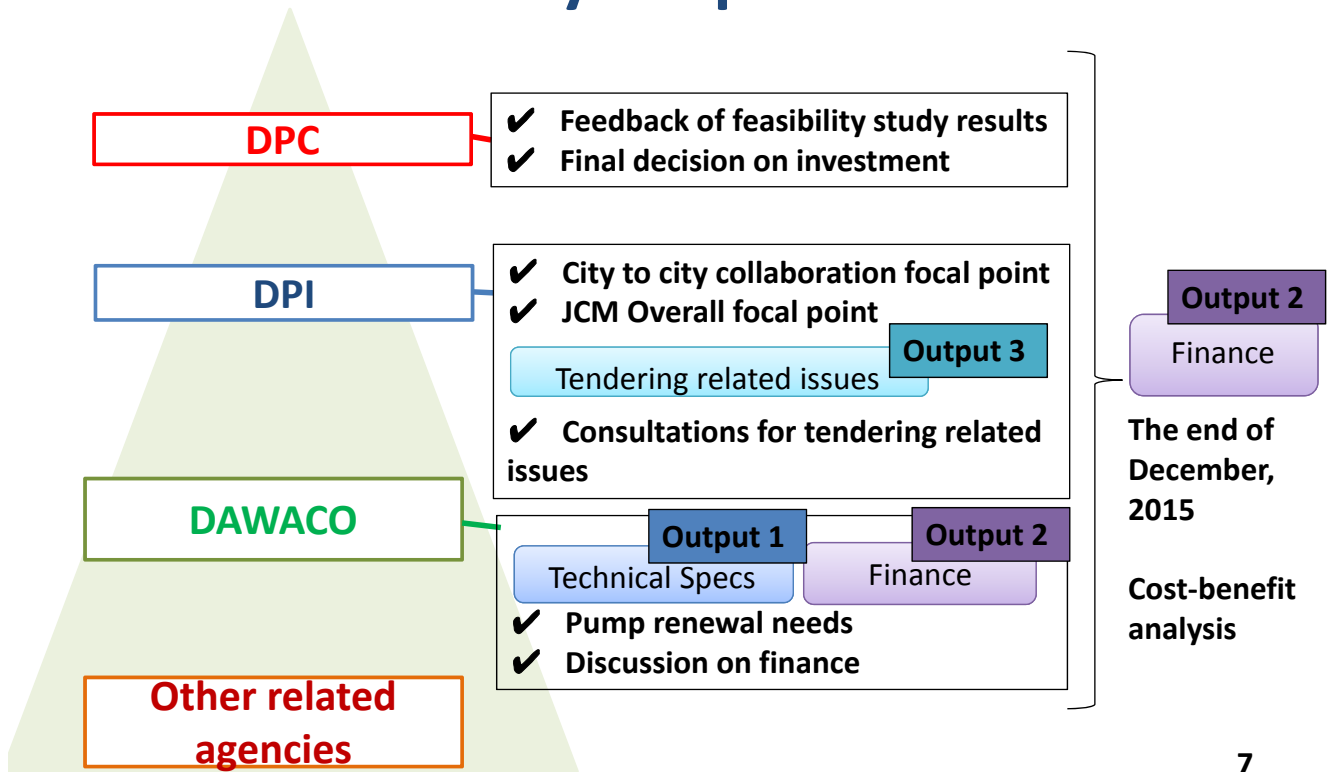 DPC
✔ Feedback of feasibility study results
✔ Final decision on investment
DPI
✔ City to city collaboration focal point
✔ JCM Overall focal point
Output 3
Tendering related issues
✔ Consultations for tendering related
issues
DAWACO
Output 1
Technical Specs
Output 2
Finance
✔ Pump renewal needs
✔ Discussion on finance
Other related
agencies
Output 2
Finance
The end of
December,
2015
Cost-benefit
analysis
7